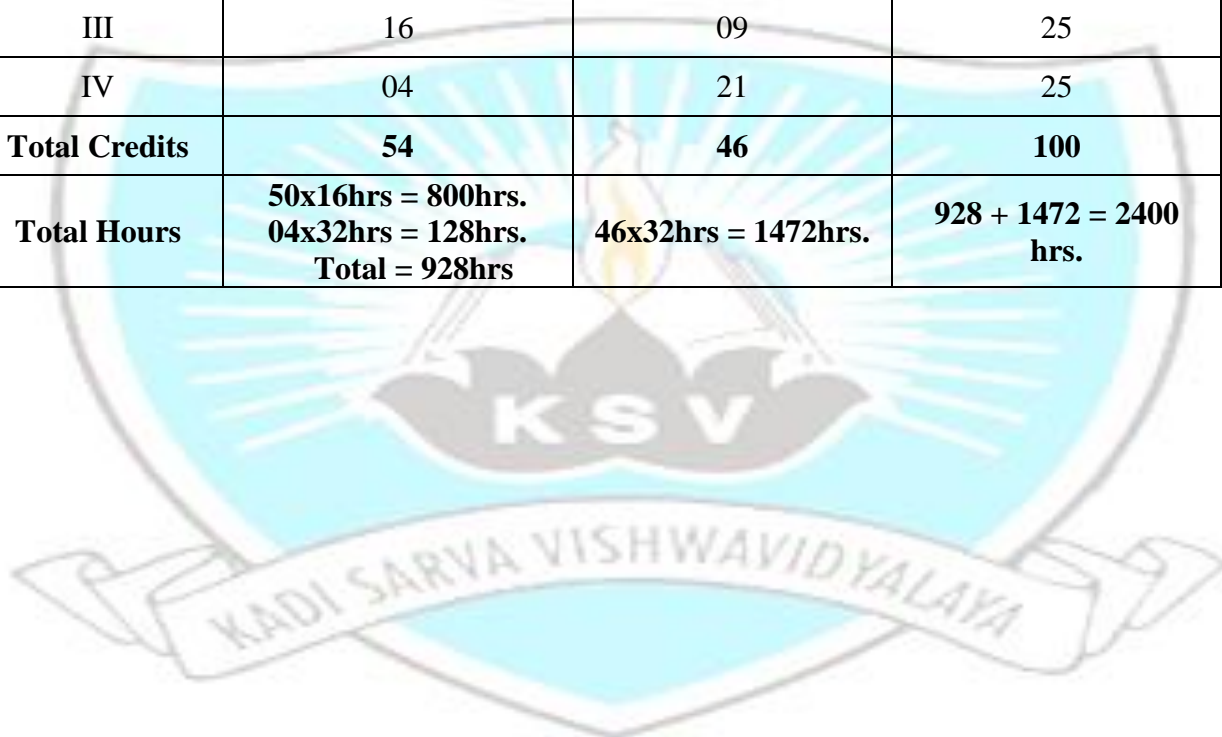 III 16 09 25
IV 04 21 25
Total Credits 54 46 100
Total Hours 50x16hrs = 800hrs.
04x32hrs = 128hrs.
Total = 928hrs 46x32hrs = 1472hrs. 928 + 1472 = 2400
hrs.
KSV
KADI SARVA VISHWAVIDYALAYA